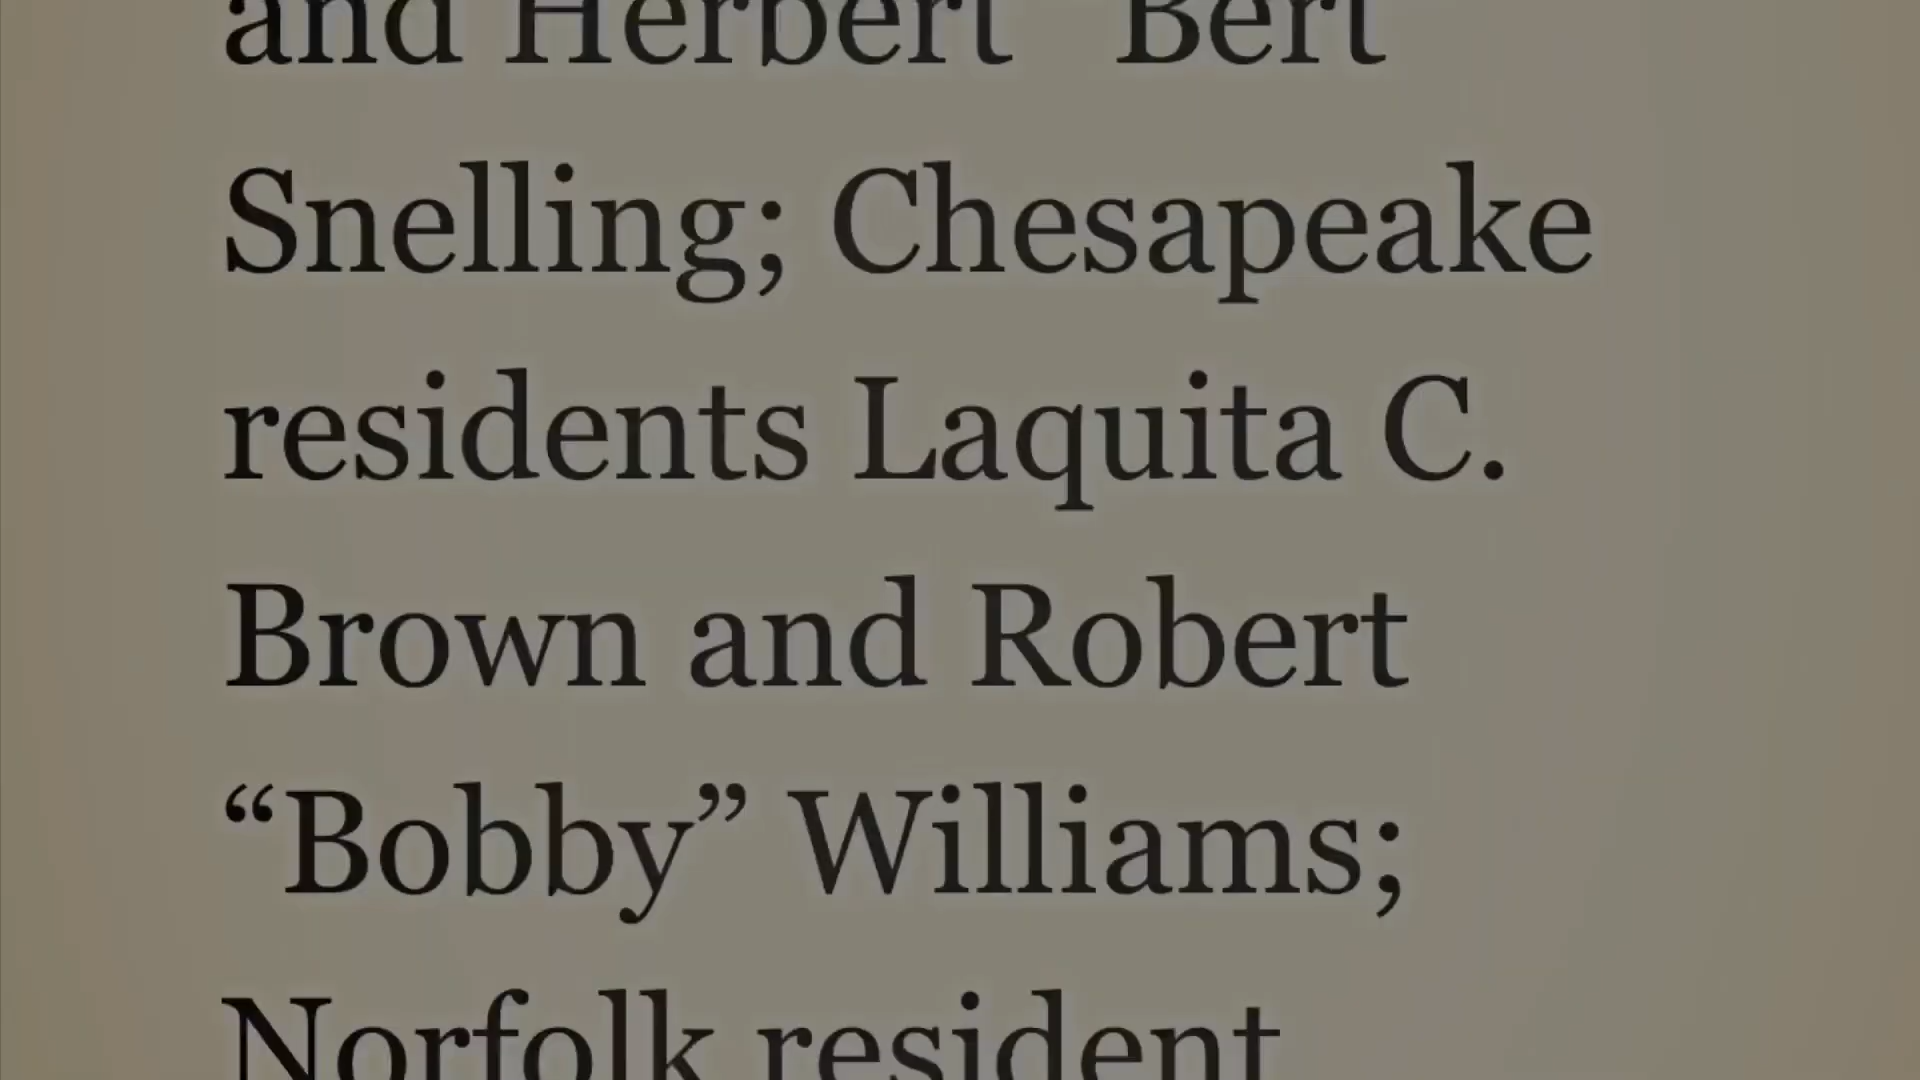 and Herbert "Bert
Snelling; Chesapeake
residents Laquita C.
Brown and Robert
“Bobby” Williams;
Norfolk resident